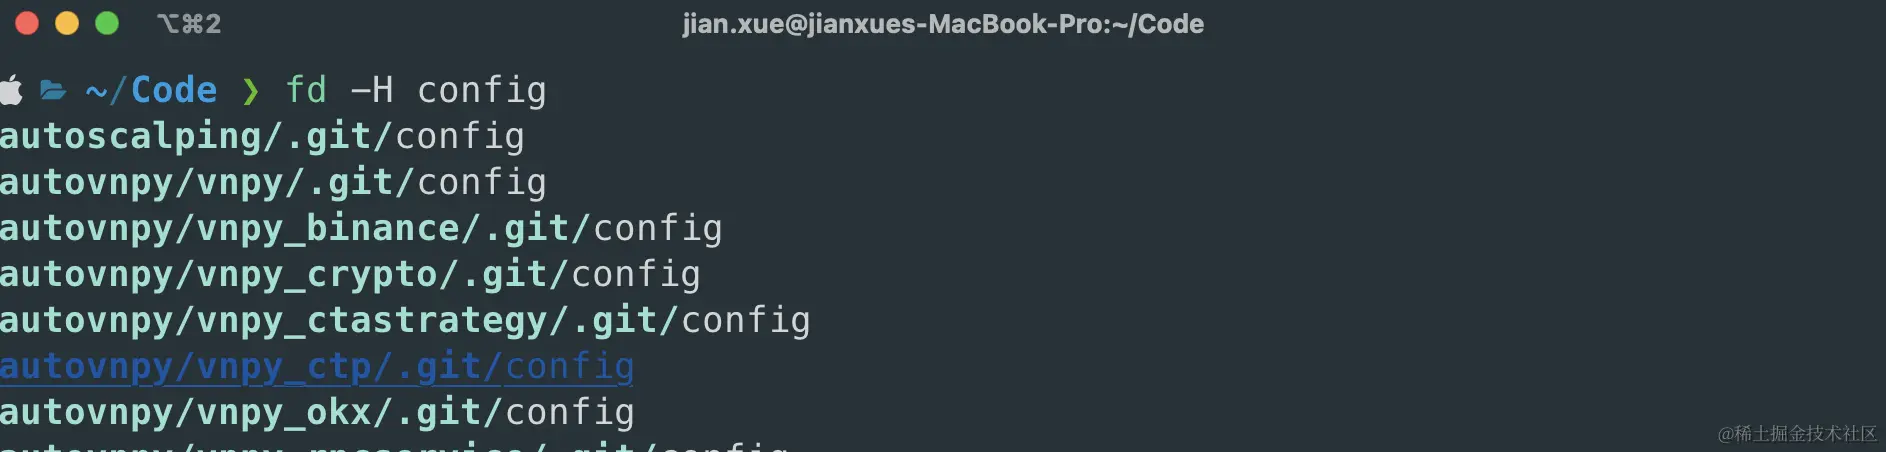 ⌥⌘2 jian.xue@jianxues-MacBook-Pro:~/Code
~/Code ❯ fd -H config
autoscalping/.git/config
autovnpy/vnpy/.git/config
autovnpy/vnpy_binance/.git/config
autovnpy/vnpy_crypto/.git/config
autovnpy/vnpy_ctastrategy/.git/config
autovnpy/vnpy_ctp/.git/config
autovnpy/vnpy_okx/.git/config
@稀土掘金技术社区